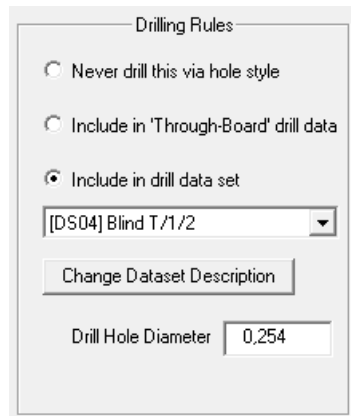 Drilling Rules
Never drill this via hole style
Include in 'Through-Board' drill data
Include in drill data set
[DS04] Blind T/1/2
Change Dataset Description
Drill Hole Diameter 0,254